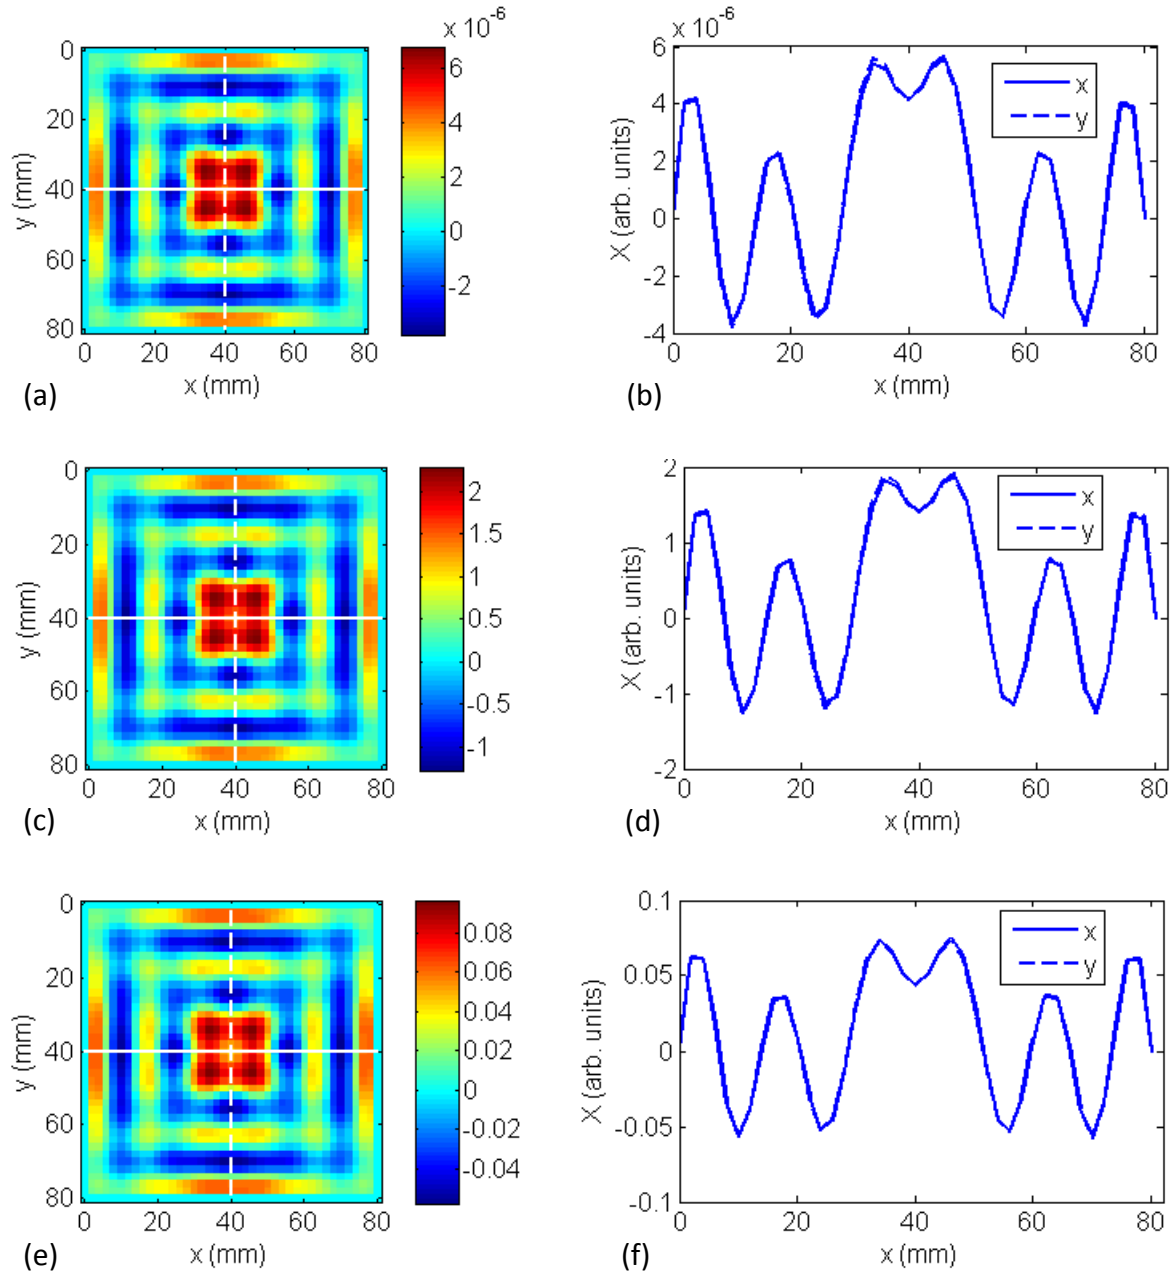 x 10^-6
0
20
40
60
80
y (mm)
0 20 40 60 80
x (mm)
6
4
2
0
-2
(a)
x 10^-6
6
4
2
0
-2
-4
X (arb. units)
x
y
0 20 40 60 80
x (mm)
(b)
0
20
40
60
80
y (mm)
0 20 40 60 80
x (mm)
2
1.5
1
0.5
0
-0.5
-1
(c)
2
1
0
-1
-2
X (arb. units)
x
y
0 20 40 60 80
x (mm)
(d)
0
20
40
60
80
y (mm)
0 20 40 60 80
x (mm)
0.08
0.06
0.04
0.02
0
-0.02
-0.04
(e)
0.1
0.05
0
-0.05
-0.1
X (arb. units)
x
y
0 20 40 60 80
x (mm)
(f)